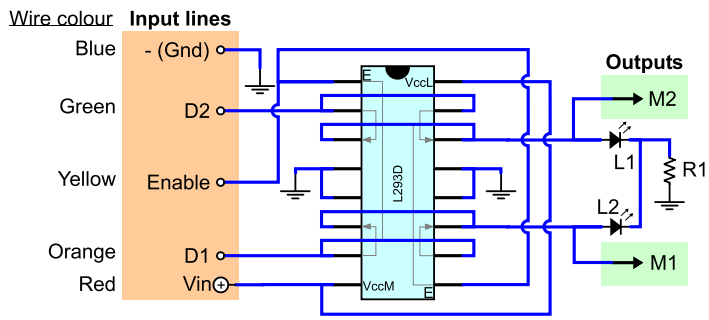 Wire colour Input lines
Blue - (Gnd)
E
VccL
Outputs
M2
Green D2
L1
R1
Yellow Enable
L293D
L2
Orange D1
M1
Red Vin +
VccM
E